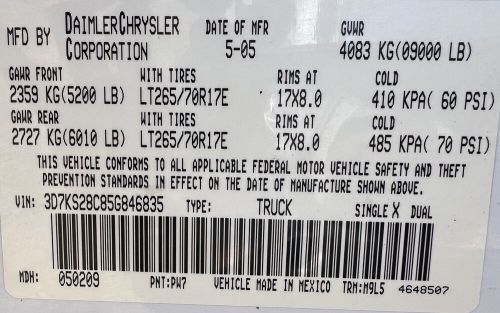 MFD BY DAIMLERCHRYSLER CORPORATION DATE OF MFR 5-05 GVWR 4083 KG(09000 LB)
GAWR FRONT WITH TIRES RIMS AT COLD
2359 KG(5200 LB) LT265/70R17E 17X8.0 410 KPA( 60 PSI)
GAWR REAR WITH TIRES RIMS AT COLD
2727 KG(6010 LB) LT265/70R17E 17X8.0 485 KPA( 70 PSI)
THIS VEHICLE CONFORMS TO ALL APPLICABLE FEDERAL MOTOR VEHICLE SAFETY AND THEFT
PREVENTION STANDARDS IN EFFECT ON THE DATE OF MANUFACTURE SHOWN ABOVE.
VIN: 3D7KS28C85G846835 TYPE: TRUCK SINGLE X DUAL
MDH: 050209 PNT:PW7 VEHICLE MADE IN MEXICO TRM:M9L5 4648507